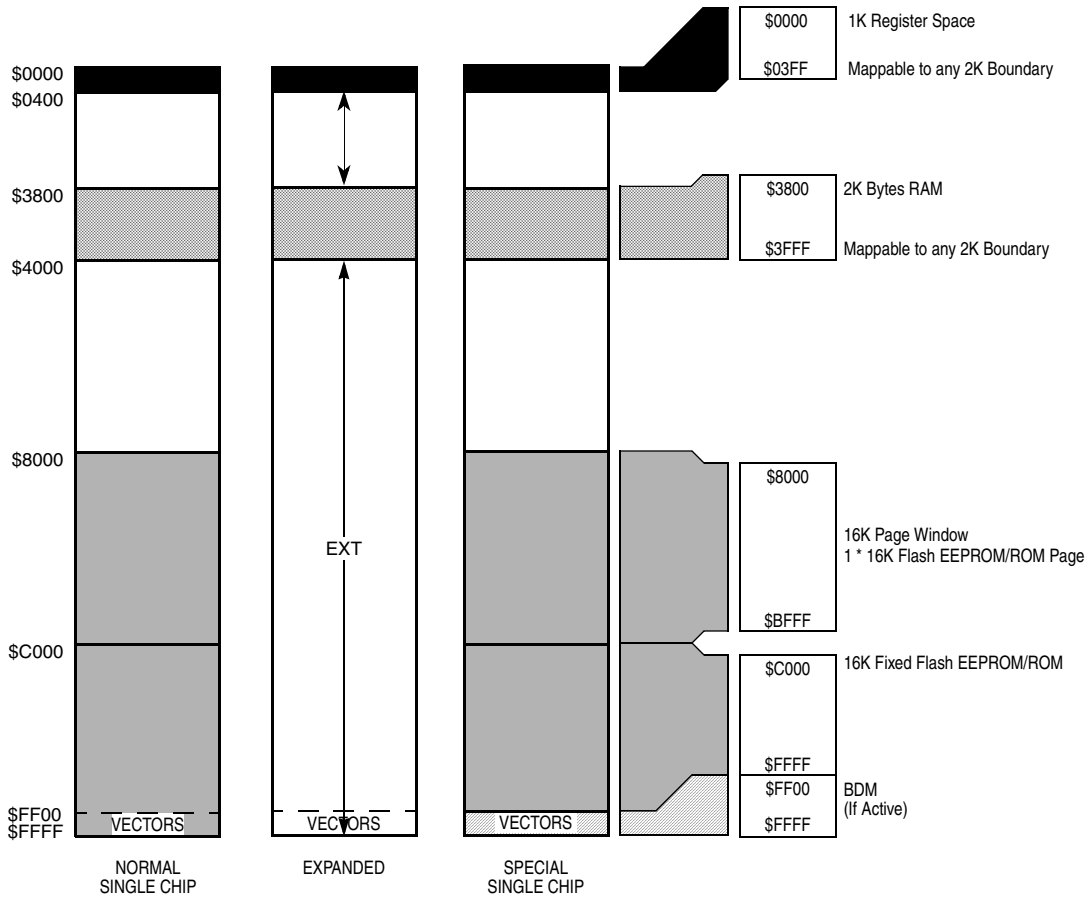 $0000
$0400
$3800
$4000
$8000
$C000
$FF00
$FFFF
EXT
VECTORS
VECTORS
VECTORS
NORMAL
SINGLE CHIP
EXPANDED
SPECIAL
SINGLE CHIP
$0000
1K Register Space
$03FF
Mappable to any 2K Boundary
$3800
2K Bytes RAM
$3FFF
Mappable to any 2K Boundary
$8000
16K Page Window
1 * 16K Flash EEPROM/ROM Page
$BFFF
$C000
16K Fixed Flash EEPROM/ROM
$FFFF
$FF00
BDM
(If Active)
$FFFF